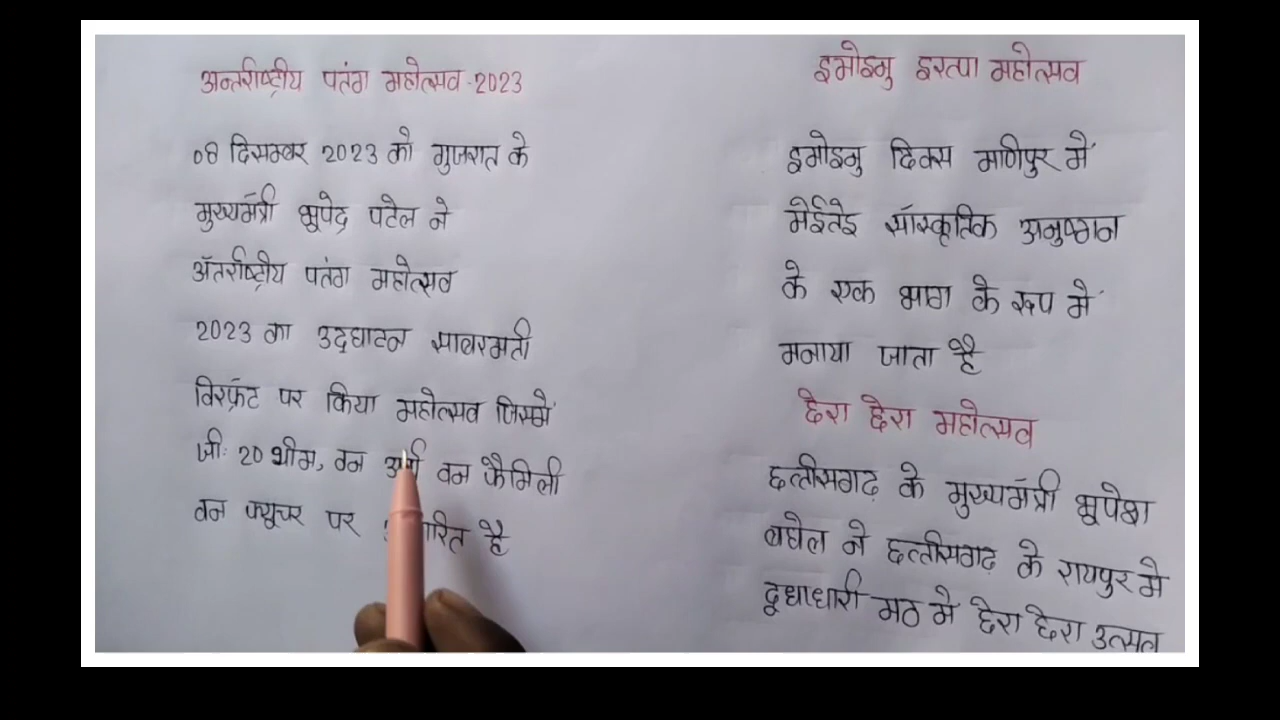 अन्तर्राष्ट्रीय पतंग महोत्सव-2023
08 दिसम्बर 2023 को गुजरात के
मुख्यमंत्री भूपेंद्र पटेल ने
अंतर्राष्ट्रीय पतंग महोत्सव
2023 का उद्घाटन साबरमती
विरफ्रंट पर किया महोत्सव जिसमें
जी: 20 थीम, वन वन फैमिली
वन फ्यूचर पर है
इमोइनु इरत्पा महोत्सव
इमोइनु दिवस मणिपुर में
मेईतेइ सांस्कृतिक अनुष्ठान
के एक भाग के रूप में
मनाया जाता है
छेरा छेरा महोत्सव
छत्तीसगढ़ के मुख्यमंत्री भूपेश
बघेल ने छत्तीसगढ़ के रायपुर मे
दूधाधारी मठ मे छेरा छेरा उत्सव